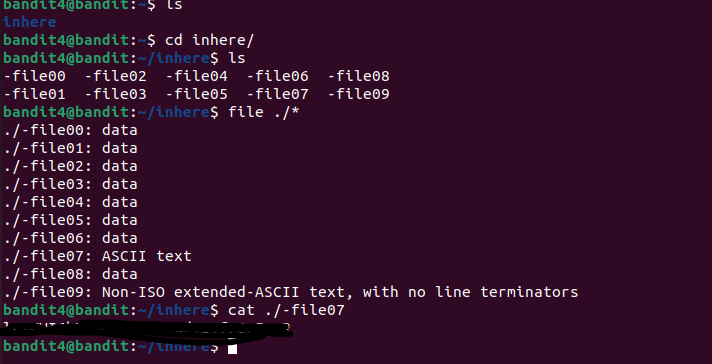 bandit4@bandit:~$ ls
inhere
bandit4@bandit:~$ cd inhere/
bandit4@bandit:~/inhere$ ls
-file00  -file02  -file04  -file06  -file08
-file01  -file03  -file05  -file07  -file09
bandit4@bandit:~/inhere$ file ./*
./-file00: data
./-file01: data
./-file02: data
./-file03: data
./-file04: data
./-file05: data
./-file06: data
./-file07: ASCII text
./-file08: data
./-file09: Non-ISO extended-ASCII text, with no line terminators
bandit4@bandit:~/inhere$ cat ./-file07
bandit4@bandit:~/inhere$